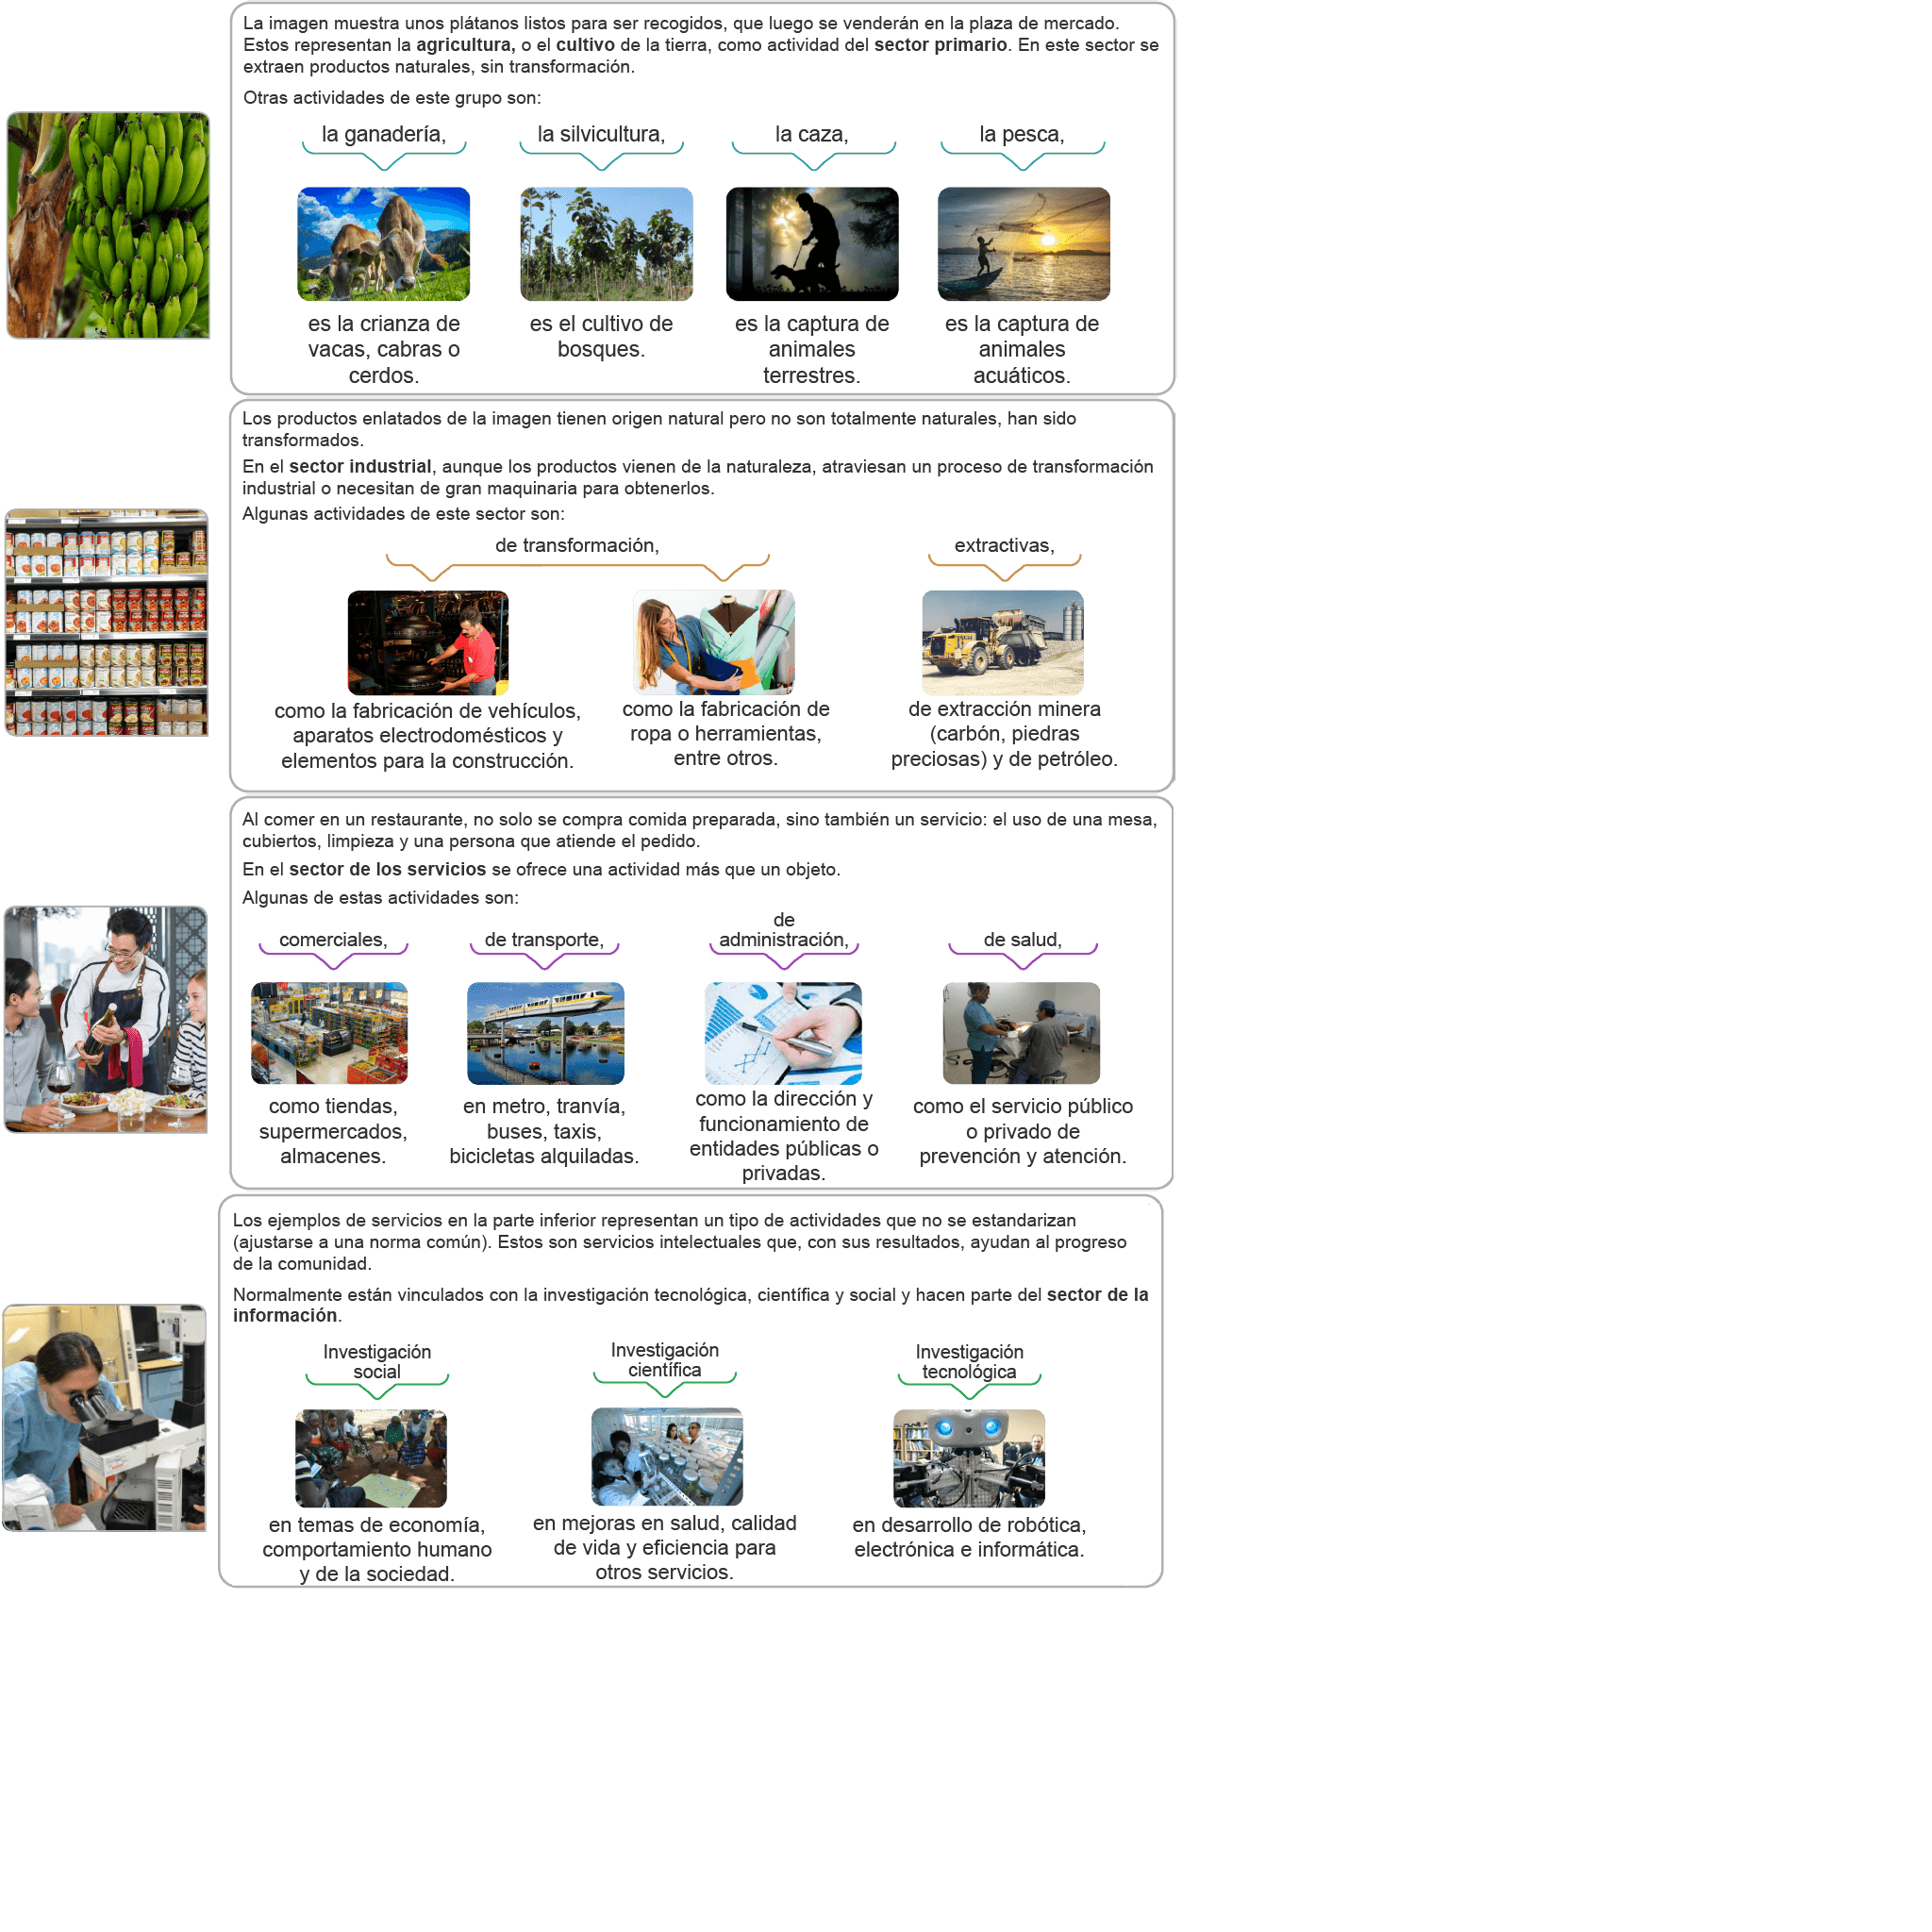 La imagen muestra unos plátanos listos para ser recogidos, que luego se venderán en la plaza de mercado.
Estos representan la agricultura, o el cultivo de la tierra, como actividad del sector primario. En este sector se
extraen productos naturales, sin transformación.
Otras actividades de este grupo son:
la ganadería,
es la crianza de
vacas, cabras o
cerdos.
la silvicultura,
es el cultivo de
bosques.
la caza,
es la captura de
animales
terrestres.
la pesca,
es la captura de
animales
acuáticos.
Los productos enlatados de la imagen tienen origen natural pero no son totalmente naturales, han sido
transformados.
En el sector industrial, aunque los productos vienen de la naturaleza, atraviesan un proceso de transformación
industrial o necesitan de gran maquinaria para obtenerlos.
Algunas actividades de este sector son:
de transformación,
como la fabricación de vehículos,
aparatos electrodomésticos y
elementos para la construcción.
como la fabricación de
ropa o herramientas,
entre otros.
extractivas,
de extracción minera
(carbón, piedras
preciosas) y de petróleo.
Al comer en un restaurante, no solo se compra comida preparada, sino también un servicio: el uso de una mesa,
cubiertos, limpieza y una persona que atiende el pedido.
En el sector de los servicios se ofrece una actividad más que un objeto.
Algunas de estas actividades son:
comerciales,
como tiendas,
supermercados,
almacenes.
de transporte,
en metro, tranvía,
buses, taxis,
bicicletas alquiladas.
de
administración,
como la dirección y
funcionamiento de
entidades públicas o
privadas.
de salud,
como el servicio público
o privado de
prevención y atención.
Los ejemplos de servicios en la parte inferior representan un tipo de actividades que no se estandarizan
(ajustarse a una norma común). Estos son servicios intelectuales que, con sus resultados, ayudan al progreso
de la comunidad.
Normalmente están vinculados con la investigación tecnológica, científica y social y hacen parte del sector de la
información.
Investigación
social
en temas de economía,
comportamiento humano
y de la sociedad.
Investigación
científica
en mejoras en salud, calidad
de vida y eficiencia para
otros servicios.
Investigación
tecnológica
en desarrollo de robótica,
electrónica e informática.